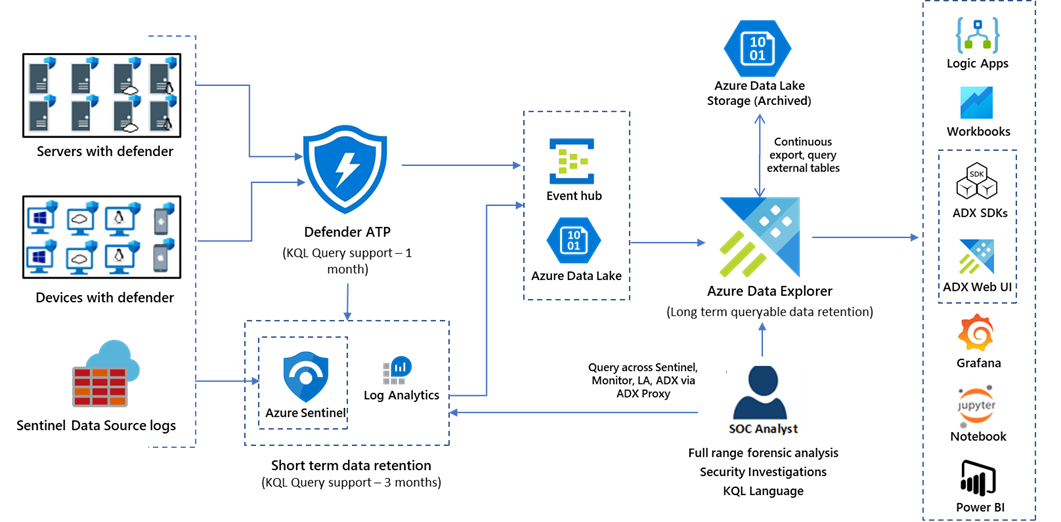 Servers with defender
Devices with defender
Sentinel Data Source logs
Defender ATP
(KQL Query support – 1
month)
Azure Sentinel
Log Analytics
Short term data retention
(KQL Query support – 3 months)
Event hub
10
01
Azure Data Lake
10
01
Azure Data Lake
Storage (Archived)
Continuous
export, query
external tables
Azure Data Explorer
(Long term queryable data retention)
Query across Sentinel,
Monitor, LA, ADX via
ADX Proxy
SOC Analyst
Full range forensic analysis
Security Investigations
KQL Language
Logic Apps
Workbooks
SDK
ADX SDKs
ADX Web UI
Grafana
jupyter
Notebook
Power BI